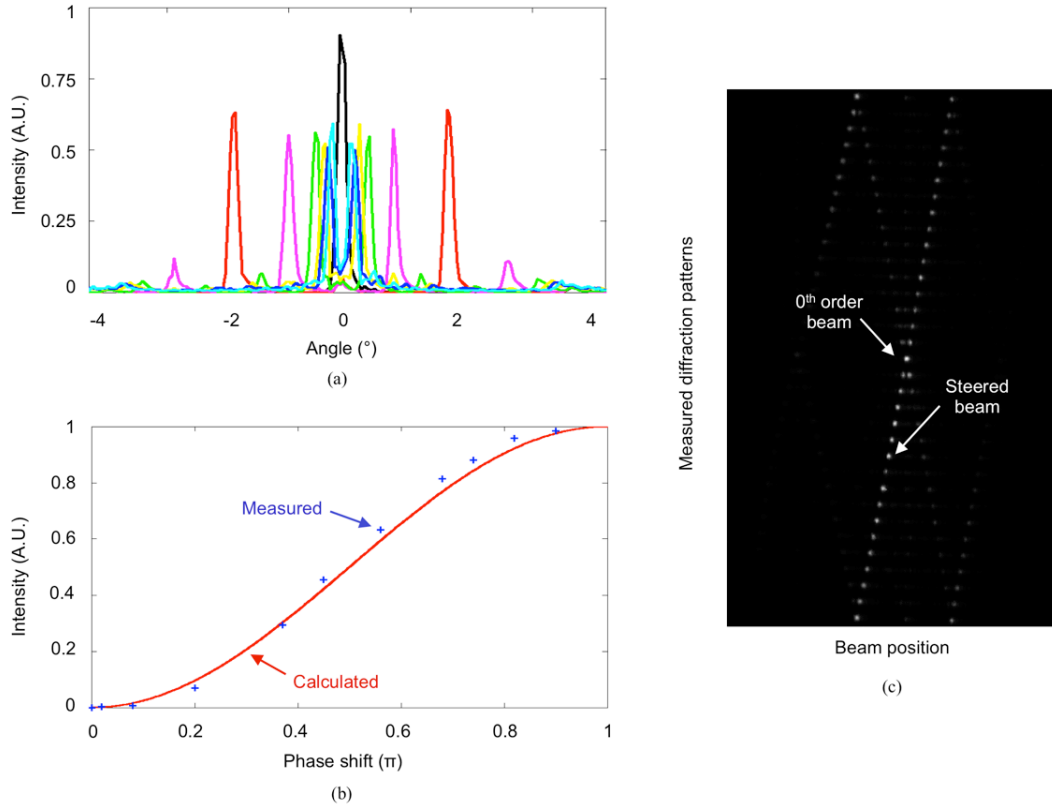 1
0.75
0.5
0.25
0
Intensity (A.U.)
-4
-2
0
2
4
Angle (°)
(a)
1
0.8
0.6
0.4
0.2
0
Intensity (A.U.)
Measured
Calculated
0
0.2
0.4
0.6
0.8
1
Phase shift (π)
(b)
Measured diffraction patterns
0th order
beam
Steered
beam
Beam position
(c)